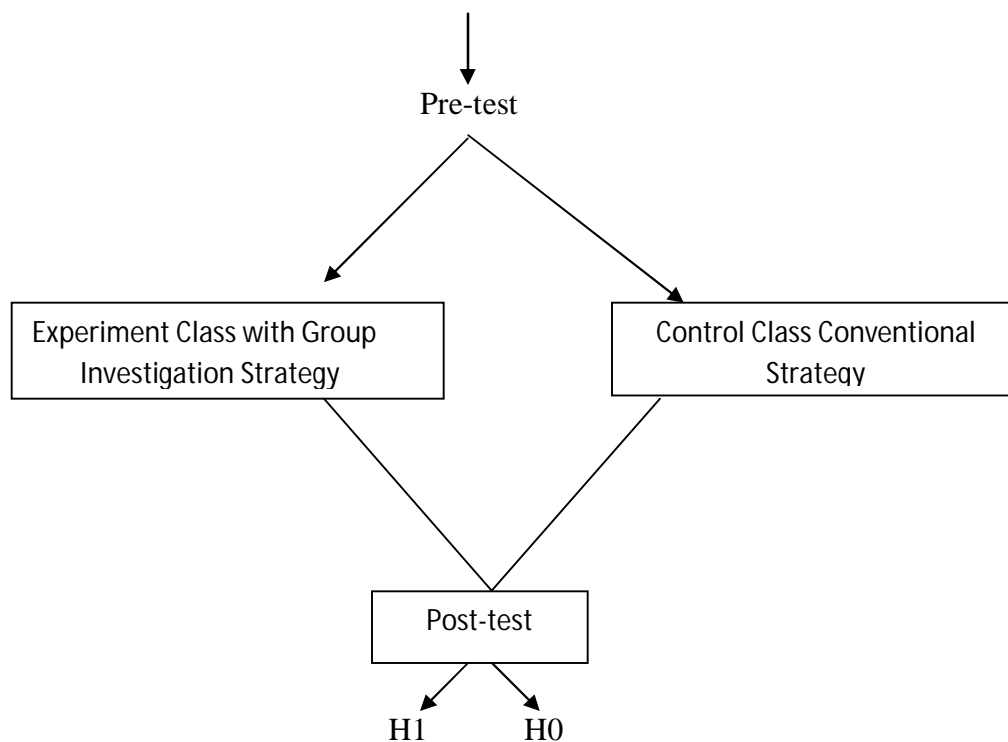 Pre-test
Experiment Class with Group
Investigation Strategy
Control Class Conventional
Strategy
Post-test
H1
H0